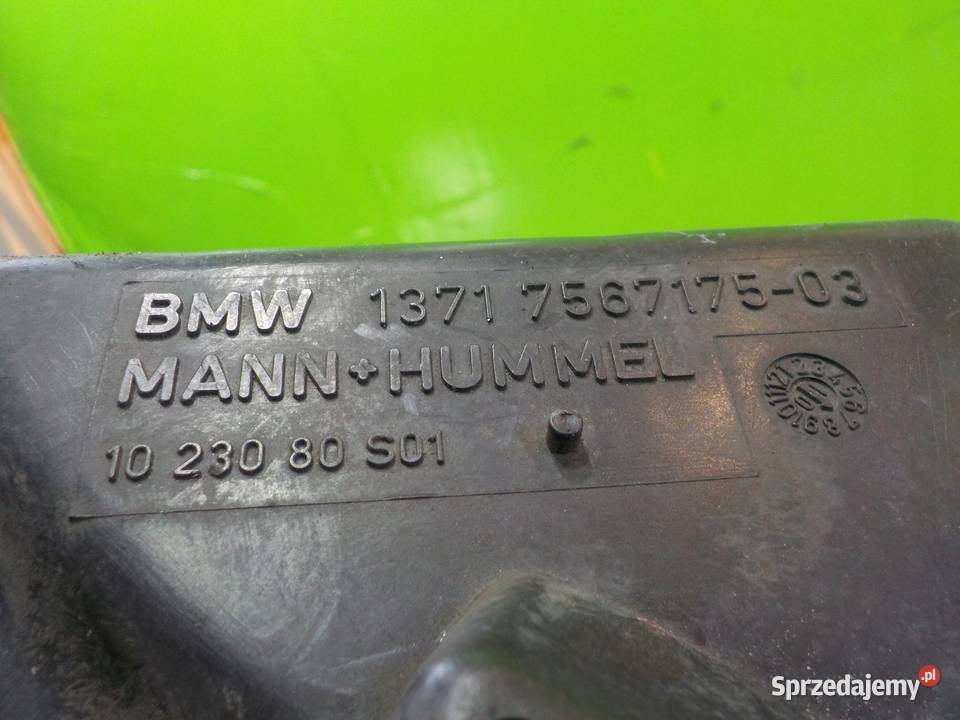 BMW 1371 7567175-03
MANN+HUMMEL
10 230 80 S01
Sprzedajemy.pl